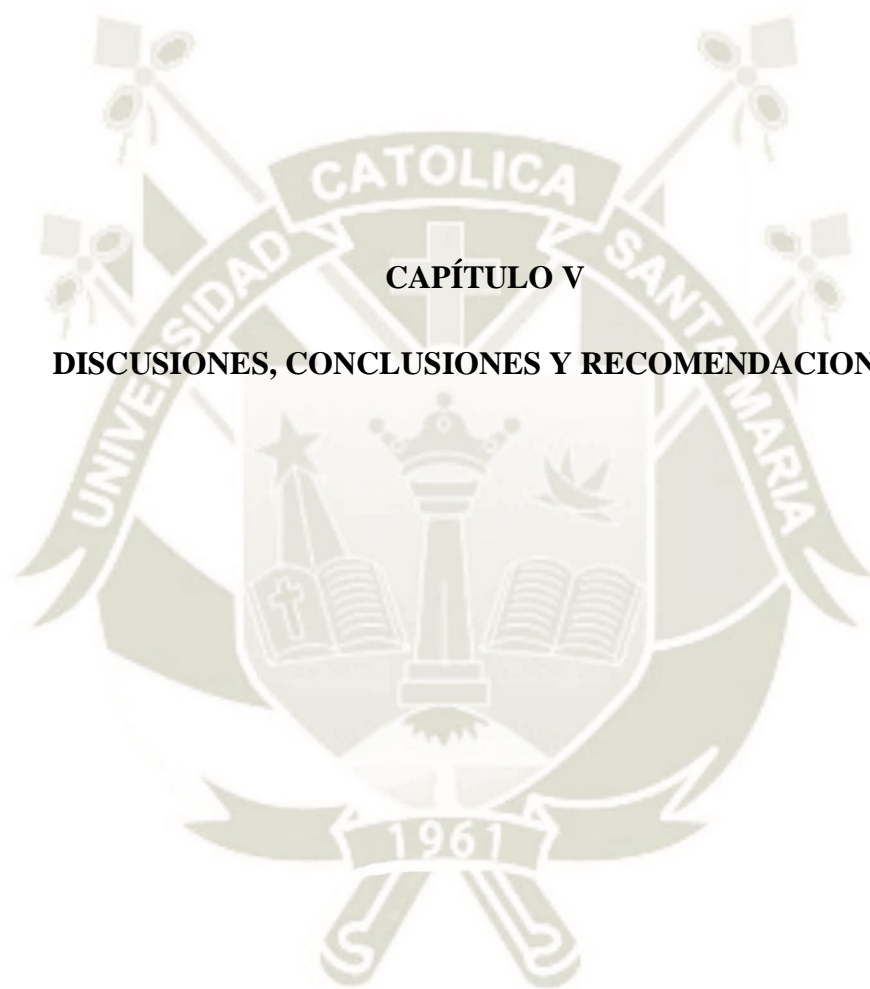 CATOLICA
UNIVERSIDAD
SANTA MARIA
CAPÍTULO V
DISCUSIONES, CONCLUSIONES Y RECOMENDACION
1961